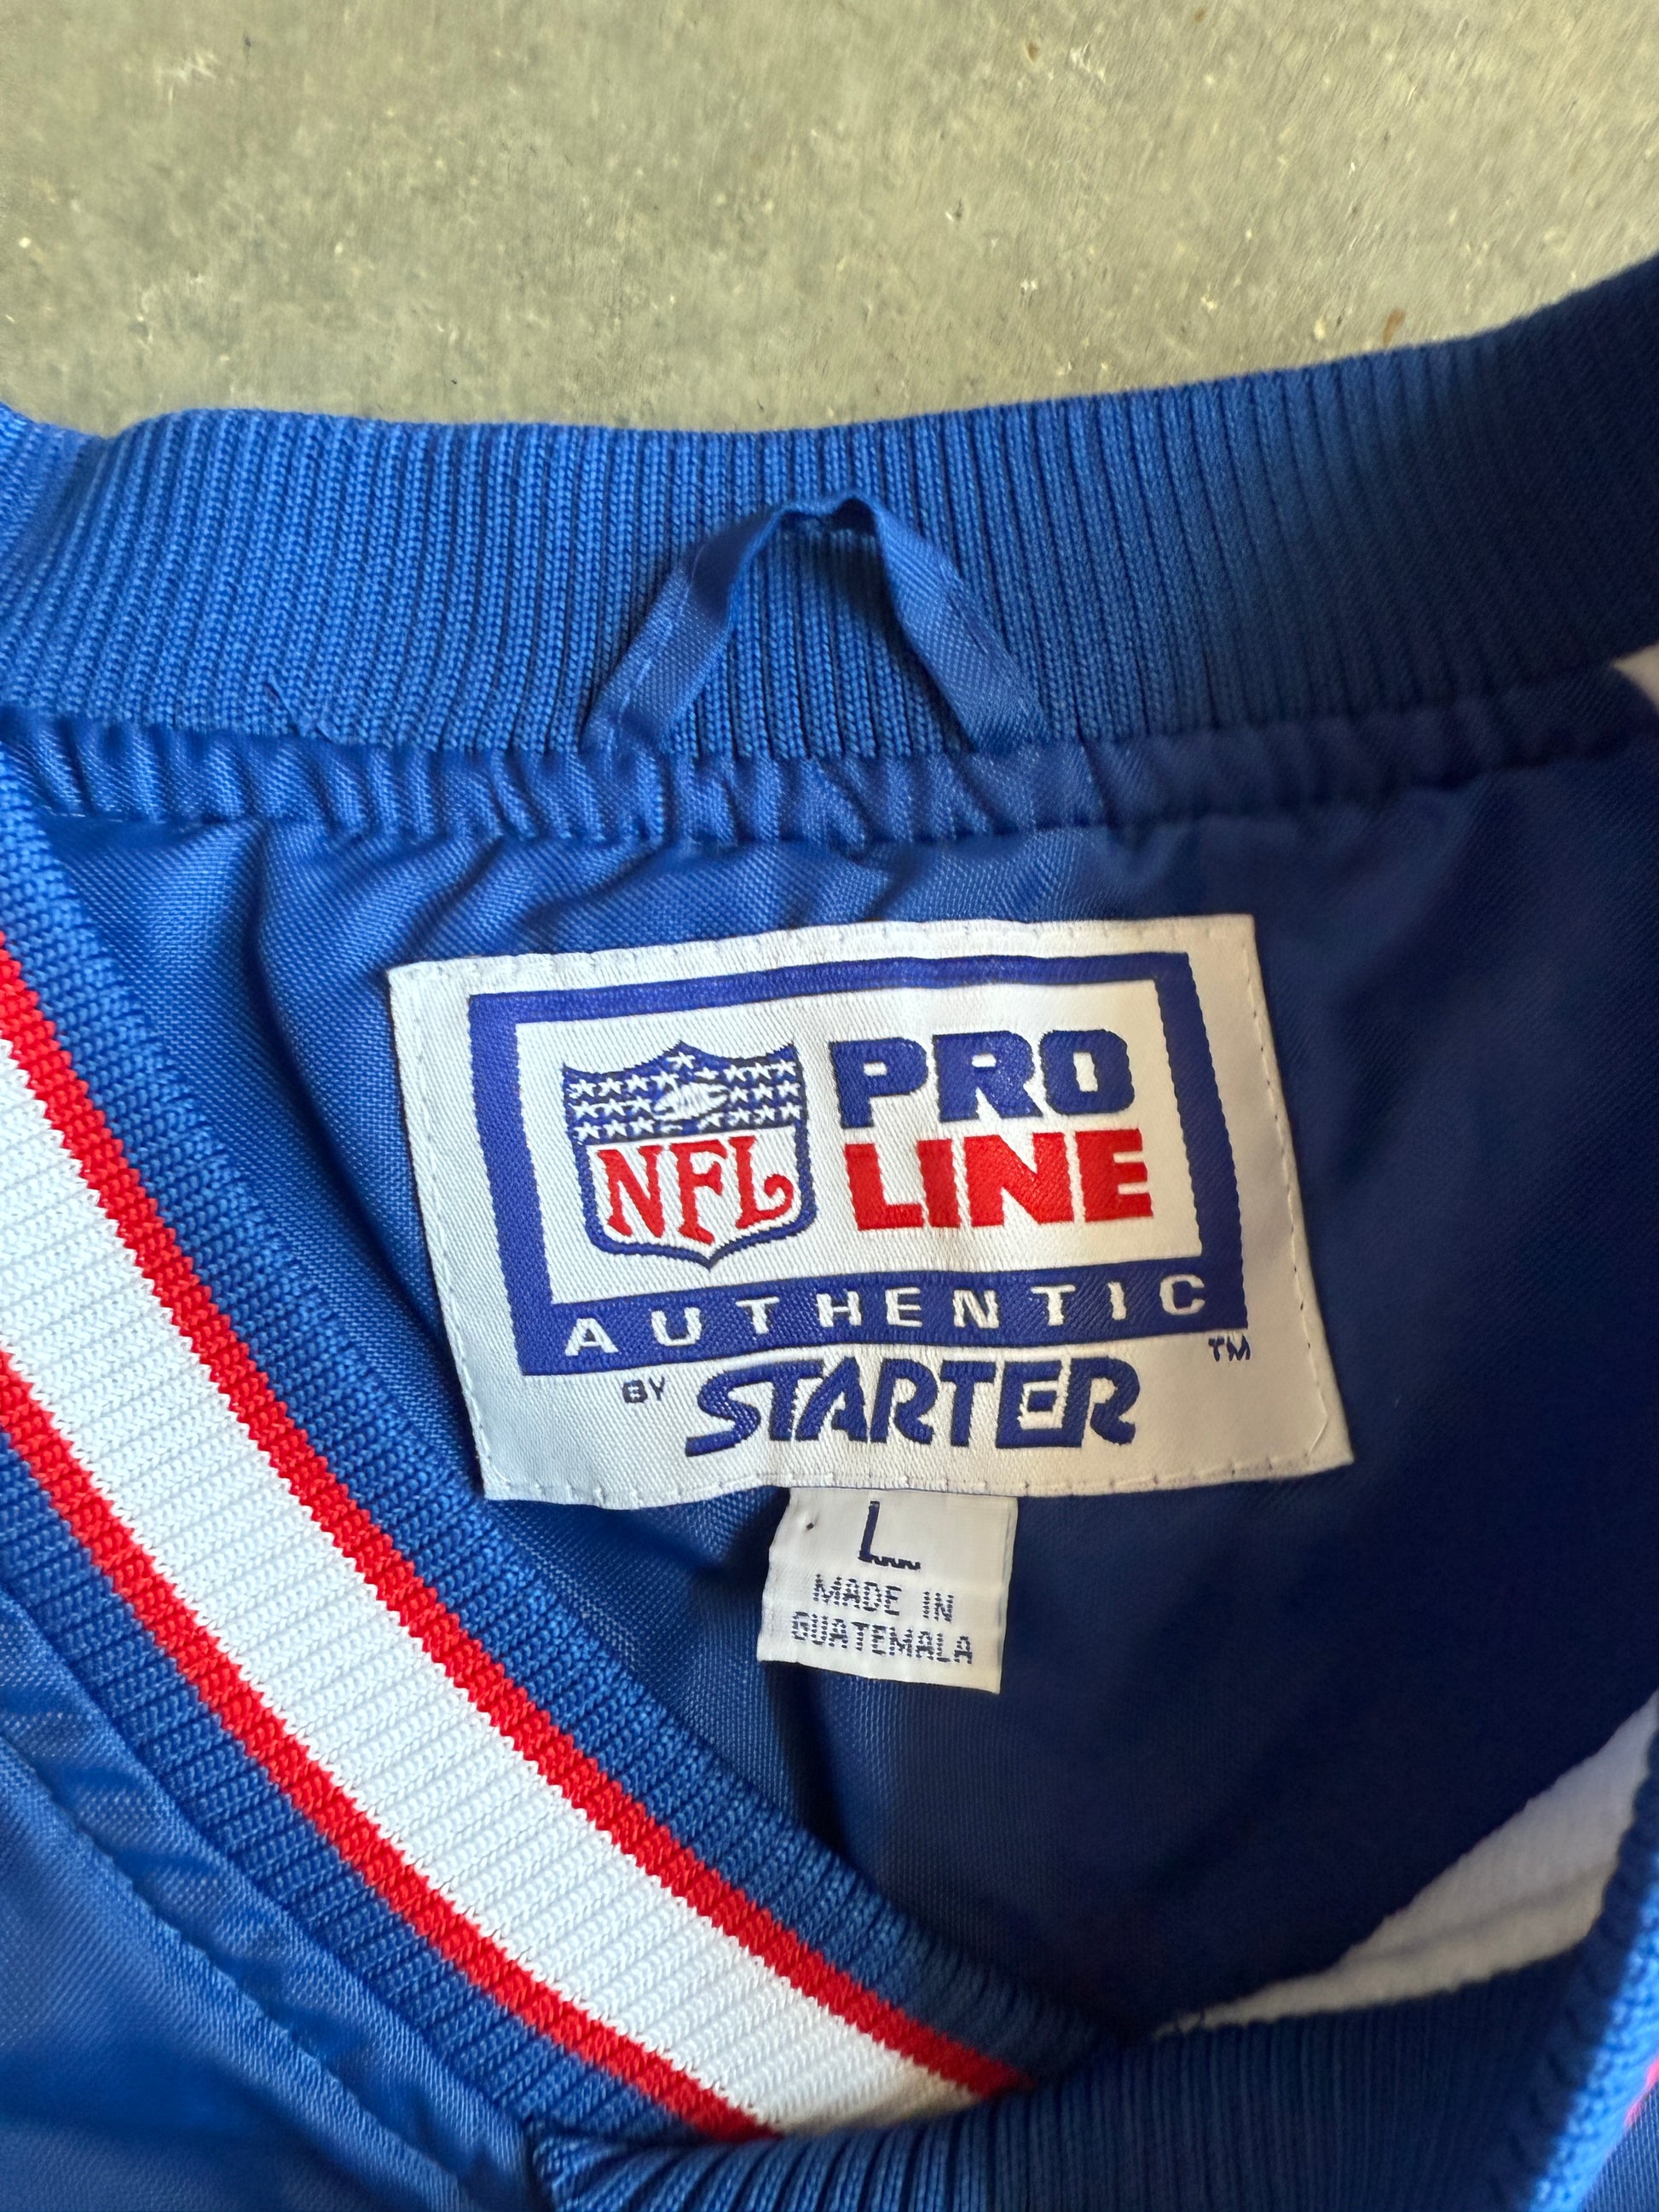 NFL PRO
LINE
AUTHENTIC
TM
BY STARTER
L
MADE IN
GUATEMALA